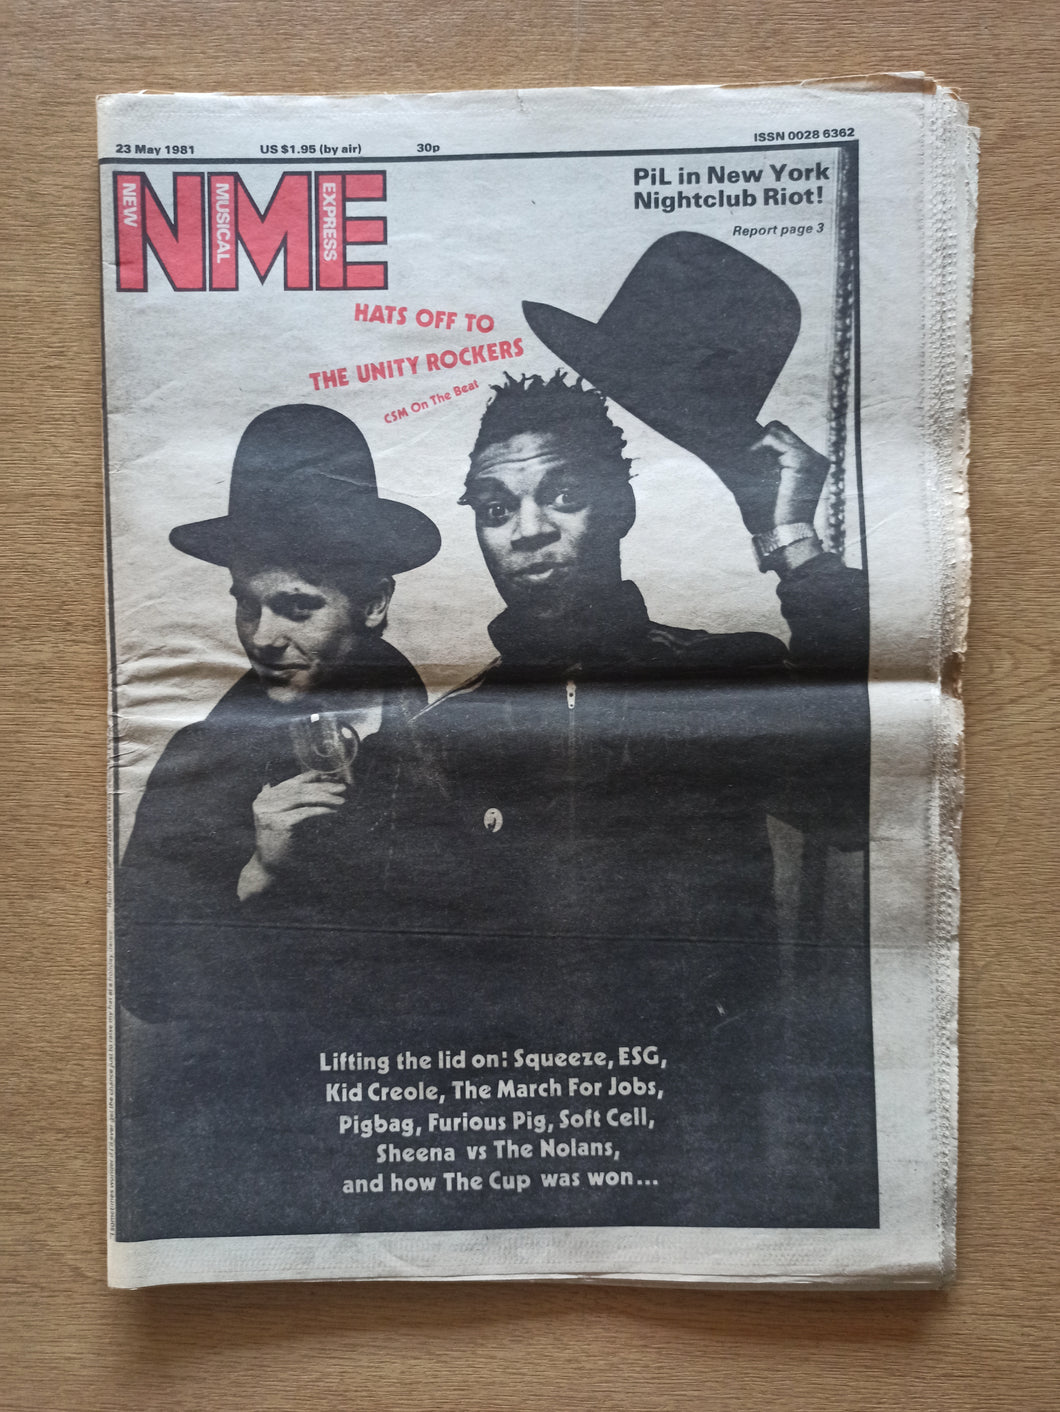 23 May 1981 US $1.95 (by air) 30p ISSN 0028 6362
NME
NEW
MUSICAL
EXPRESS
PiL in New York
Nightclub Riot!
Report page 3
HATS OFF TO
THE UNITY ROCKERS
CSM On The Beat
Lifting the lid on: Squeeze, ESG,
Kid Creole, The March For Jobs,
Pigbag, Furious Pig, Soft Cell,
Sheena vs The Nolans,
and how The Cup was won...